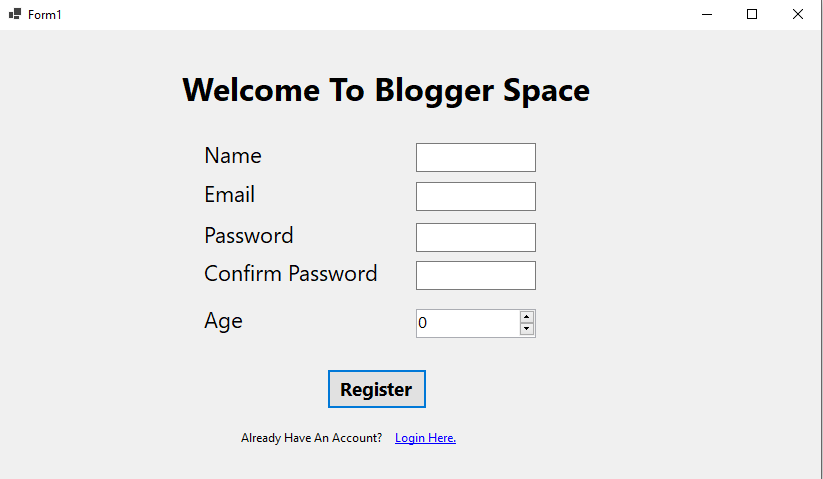 Form1
Welcome To Blogger Space
Name
Email
Password
Confirm Password
Age 0
Register
Already Have An Account? Login Here.